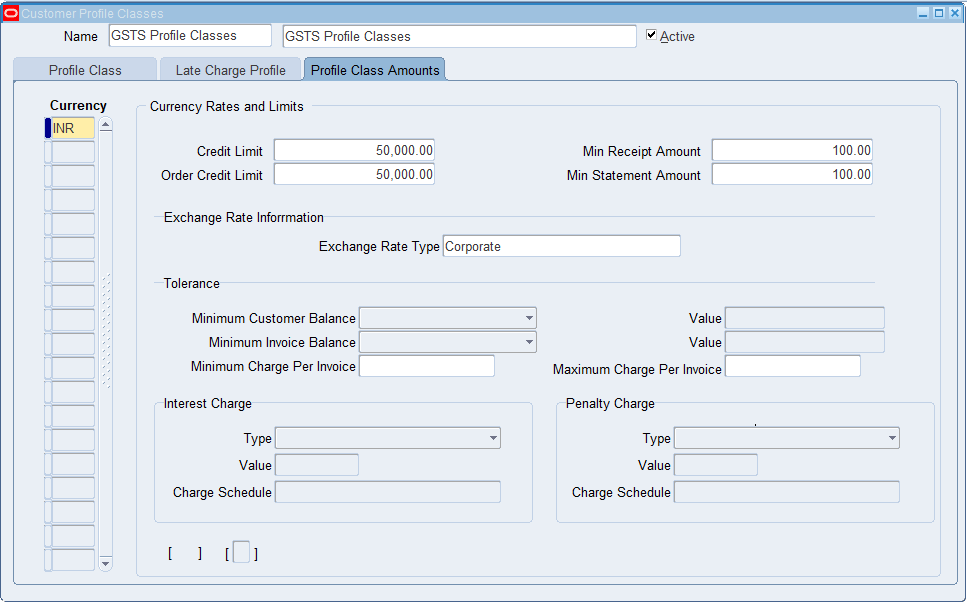 Customer Profile Classes
Name GSTS Profile Classes GSTS Profile Classes Active
Profile Class Late Charge Profile Profile Class Amounts
Currency
INR
Currency Rates and Limits
Credit Limit 50,000.00 Min Receipt Amount 100.00
Order Credit Limit 50,000.00 Min Statement Amount 100.00
Exchange Rate Inforrmation
Exchange Rate Type Corporate
Tolerance
Minimum Customer Balance Value
Minimum Invoice Balance Value
Minimum Charge Per Invoice Maximum Charge Per Invoice
Interest Charge Penalty Charge
Type Type
Value Value
Charge Schedule Charge Schedule
[ ] [ ]